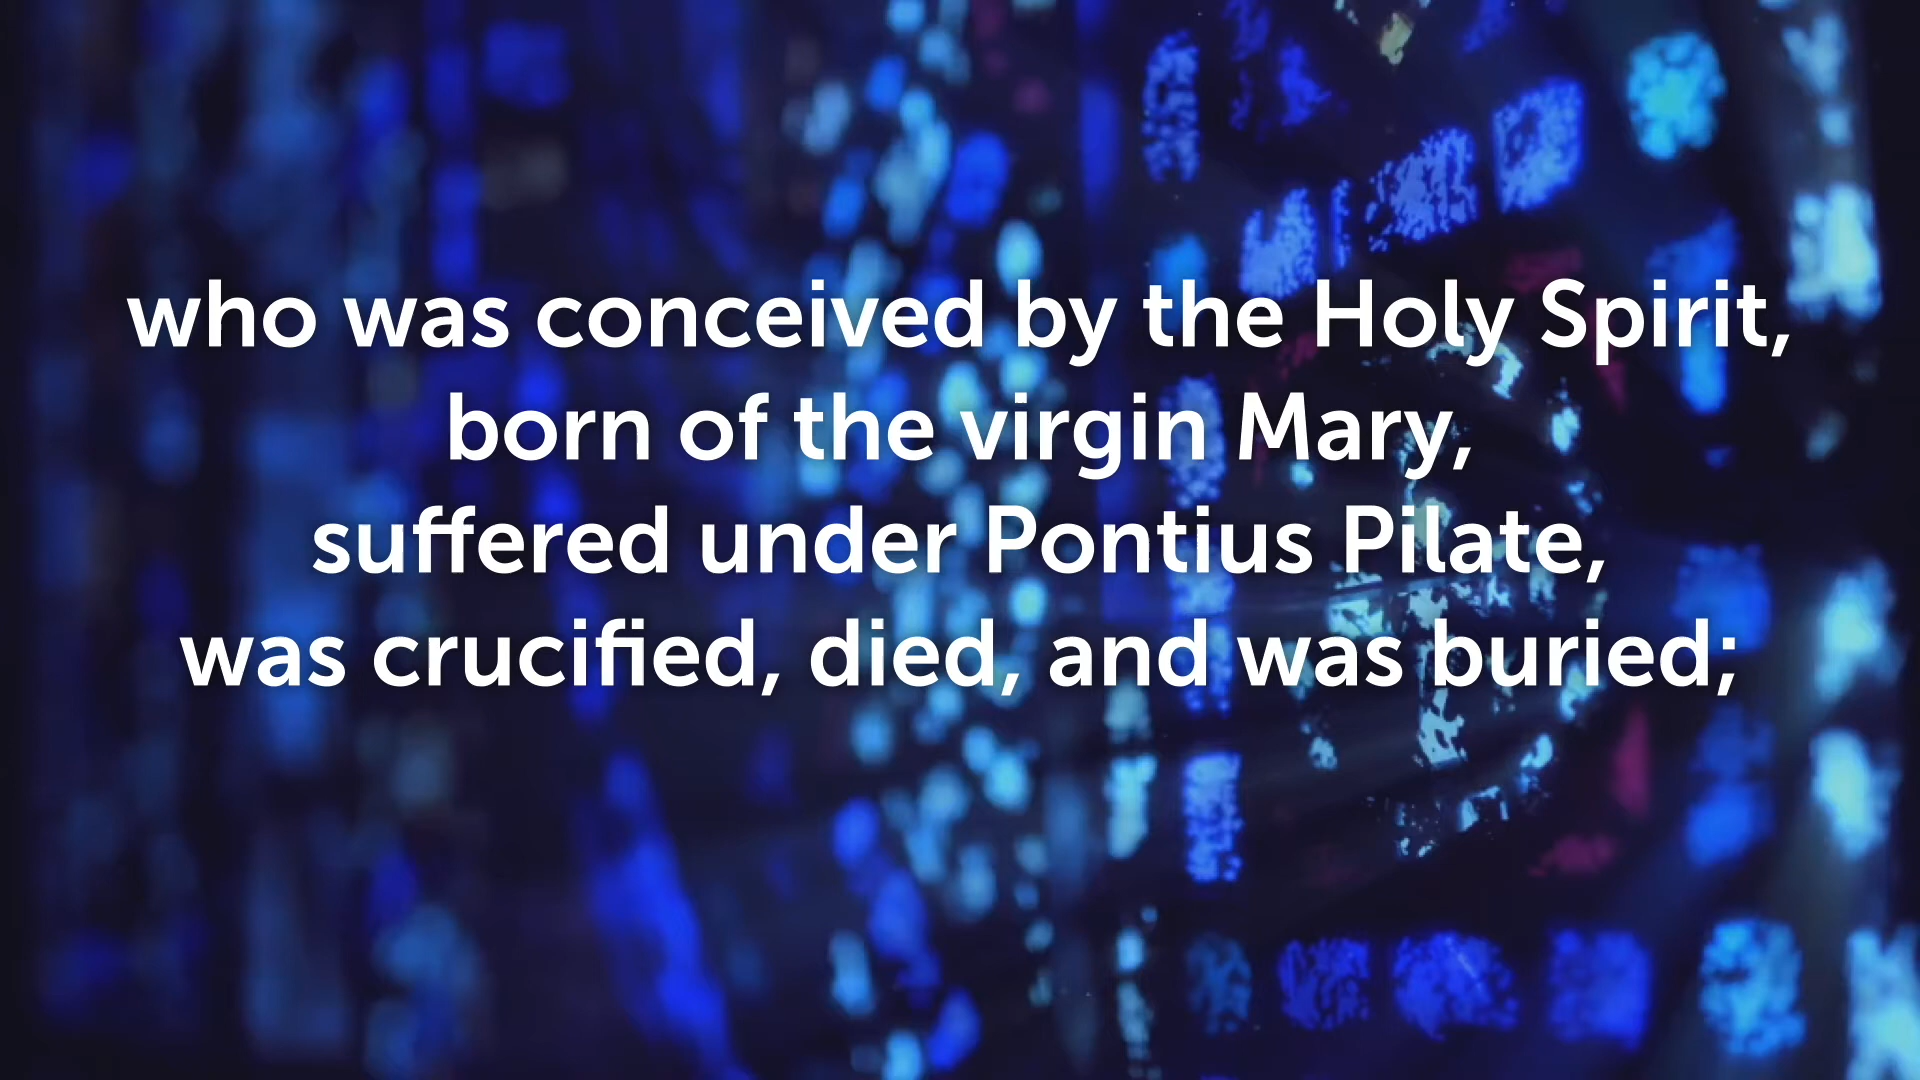 who was conceived by the Holy Spirit,
born of the virgin Mary,
suffered under Pontius Pilate,
was crucified, died, and was buried;